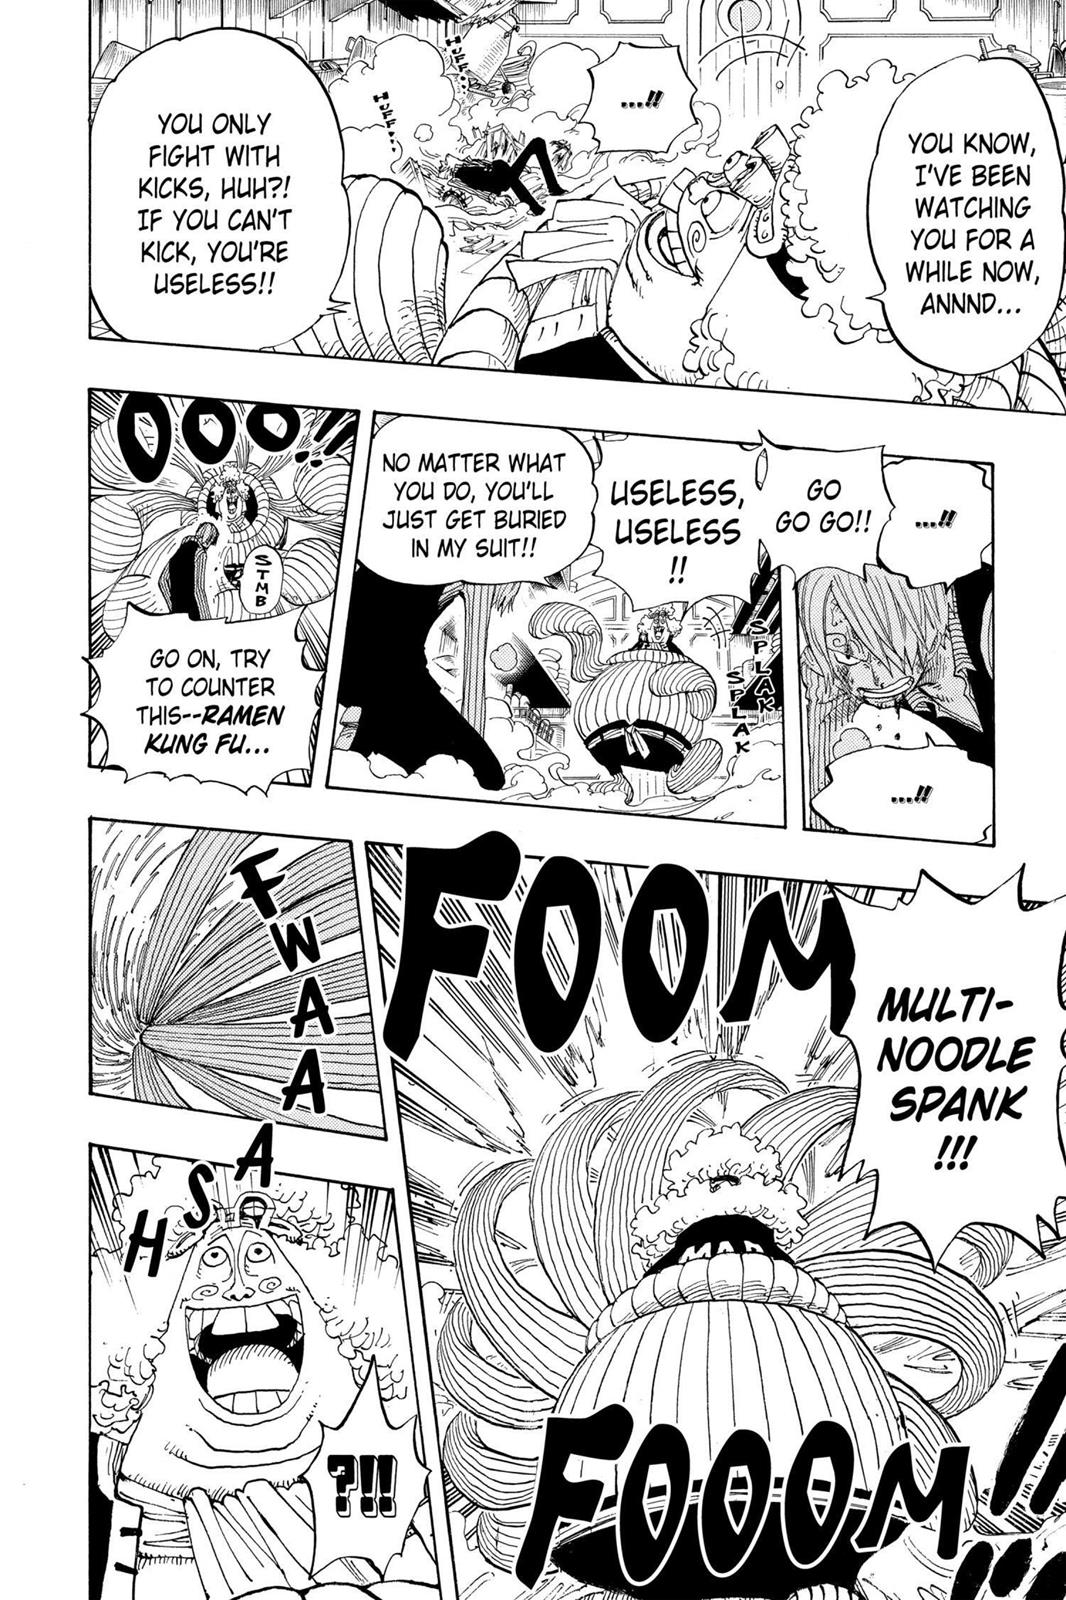 YOU KNOW,
I'VE BEEN
WATCHING
YOU FOR A
WHILE NOW,
ANNND...
...!!
HUFF...
HUFF...
YOU ONLY
FIGHT WITH
KICKS, HUH?!
IF YOU CAN'T
KICK, YOU'RE
USELESS!!
...!!
...!!
GO
GO GO!!
USELESS,
USELESS
!!
SPLAK
SPLAK
NO MATTER WHAT
YOU DO, YOU'LL
JUST GET BURIED
IN MY SUIT!!
OOO!!
STMB
GO ON, TRY
TO COUNTER
THIS--RAMEN
KUNG FU...
MULTI-
NOODLE
SPANK
!!!
FOOM
MAR
FOOOM!!!
FWAA
HSA
?!!